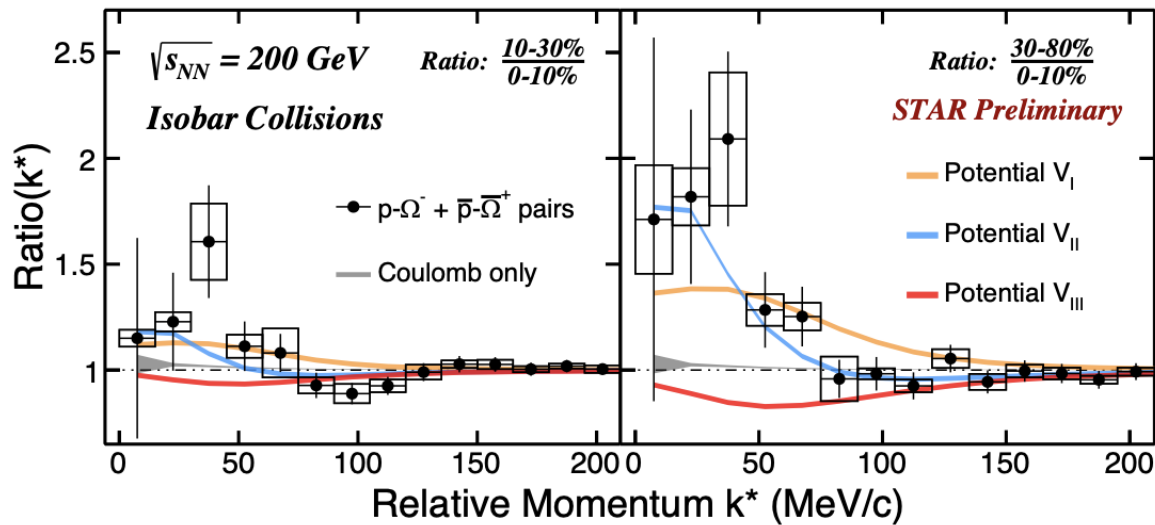 Ratio(k*)
2.5
2
1.5
1
√s_NN = 200 GeV
Isobar Collisions
Ratio: 10-30%
0-10%
p-Ω⁻ + p̅-Ω̅⁺ pairs
Coulomb only
0 50 100 150 200
Ratio: 30-80%
0-10%
STAR Preliminary
Potential V_I
Potential V_II
Potential V_III
0 50 100 150 200
Relative Momentum k* (MeV/c)